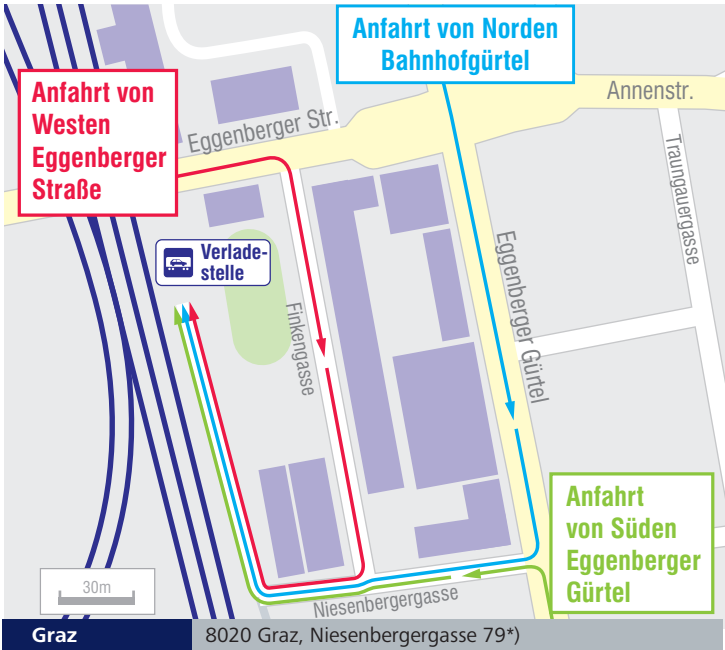 Anfahrt von Norden
Bahnhofgürtel
Anfahrt von
Westen
Eggenberger
Straße
Eggenberger Str.
Annenstr.
Traungauergasse
Verlade-
stelle
Finkengasse
Eggenberger Gürtel
Anfahrt
von Süden
Eggenberger
Gürtel
30m
Niesenbergergasse
Graz
8020 Graz, Niesenbergergasse 79*)